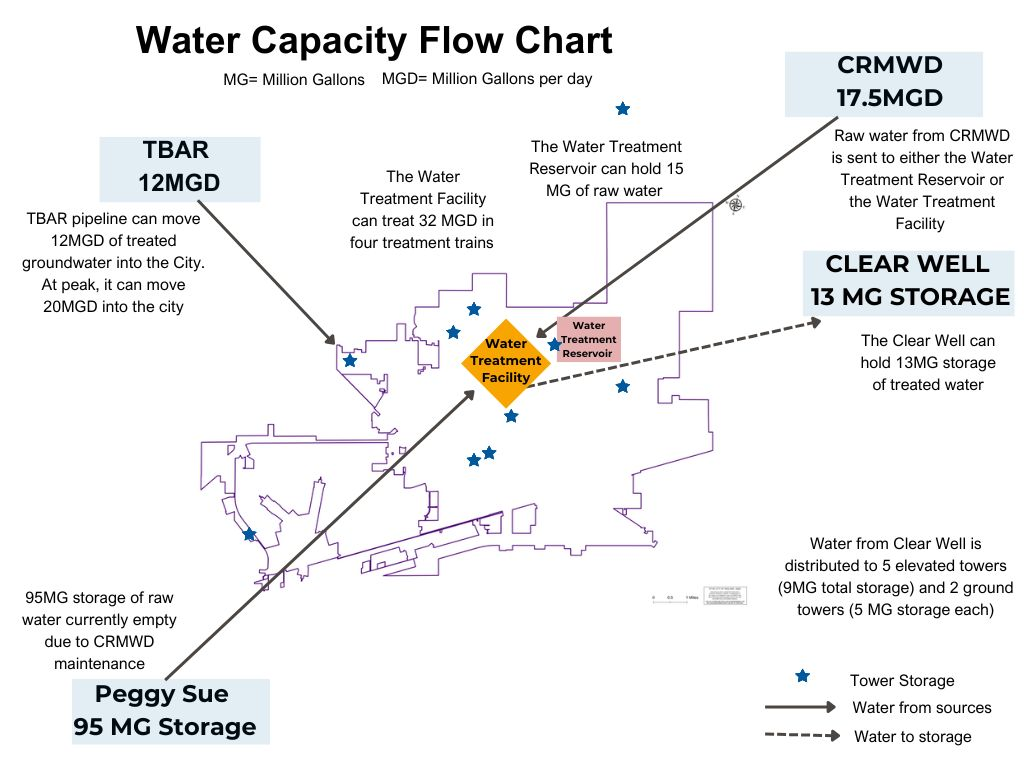 Water Capacity Flow Chart
MG= Million Gallons MGD= Million Gallons per day
CRMWD
17.5MGD
Raw water from CRMWD
is sent to either the Water
Treatment Reservoir or
the Water Treatment
Facility
The Water Treatment
Reservoir can hold 15
MG of raw water
The Water
Treatment Facility
can treat 32 MGD in
four treatment trains
TBAR
12MGD
TBAR pipeline can move
12MGD of treated
groundwater into the City.
At peak, it can move
20MGD into the city
CLEAR WELL
13 MG STORAGE
The Clear Well can
hold 13MG storage
of treated water
Water
Treatment
Reservoir
Water
Treatment
Facility
Water from Clear Well is
distributed to 5 elevated towers
(9MG total storage) and 2 ground
towers (5 MG storage each)
0 0.5 1 Miles
95MG storage of raw
water currently empty
due to CRMWD
maintenance
Peggy Sue
95 MG Storage
Tower Storage
Water from sources
Water to storage